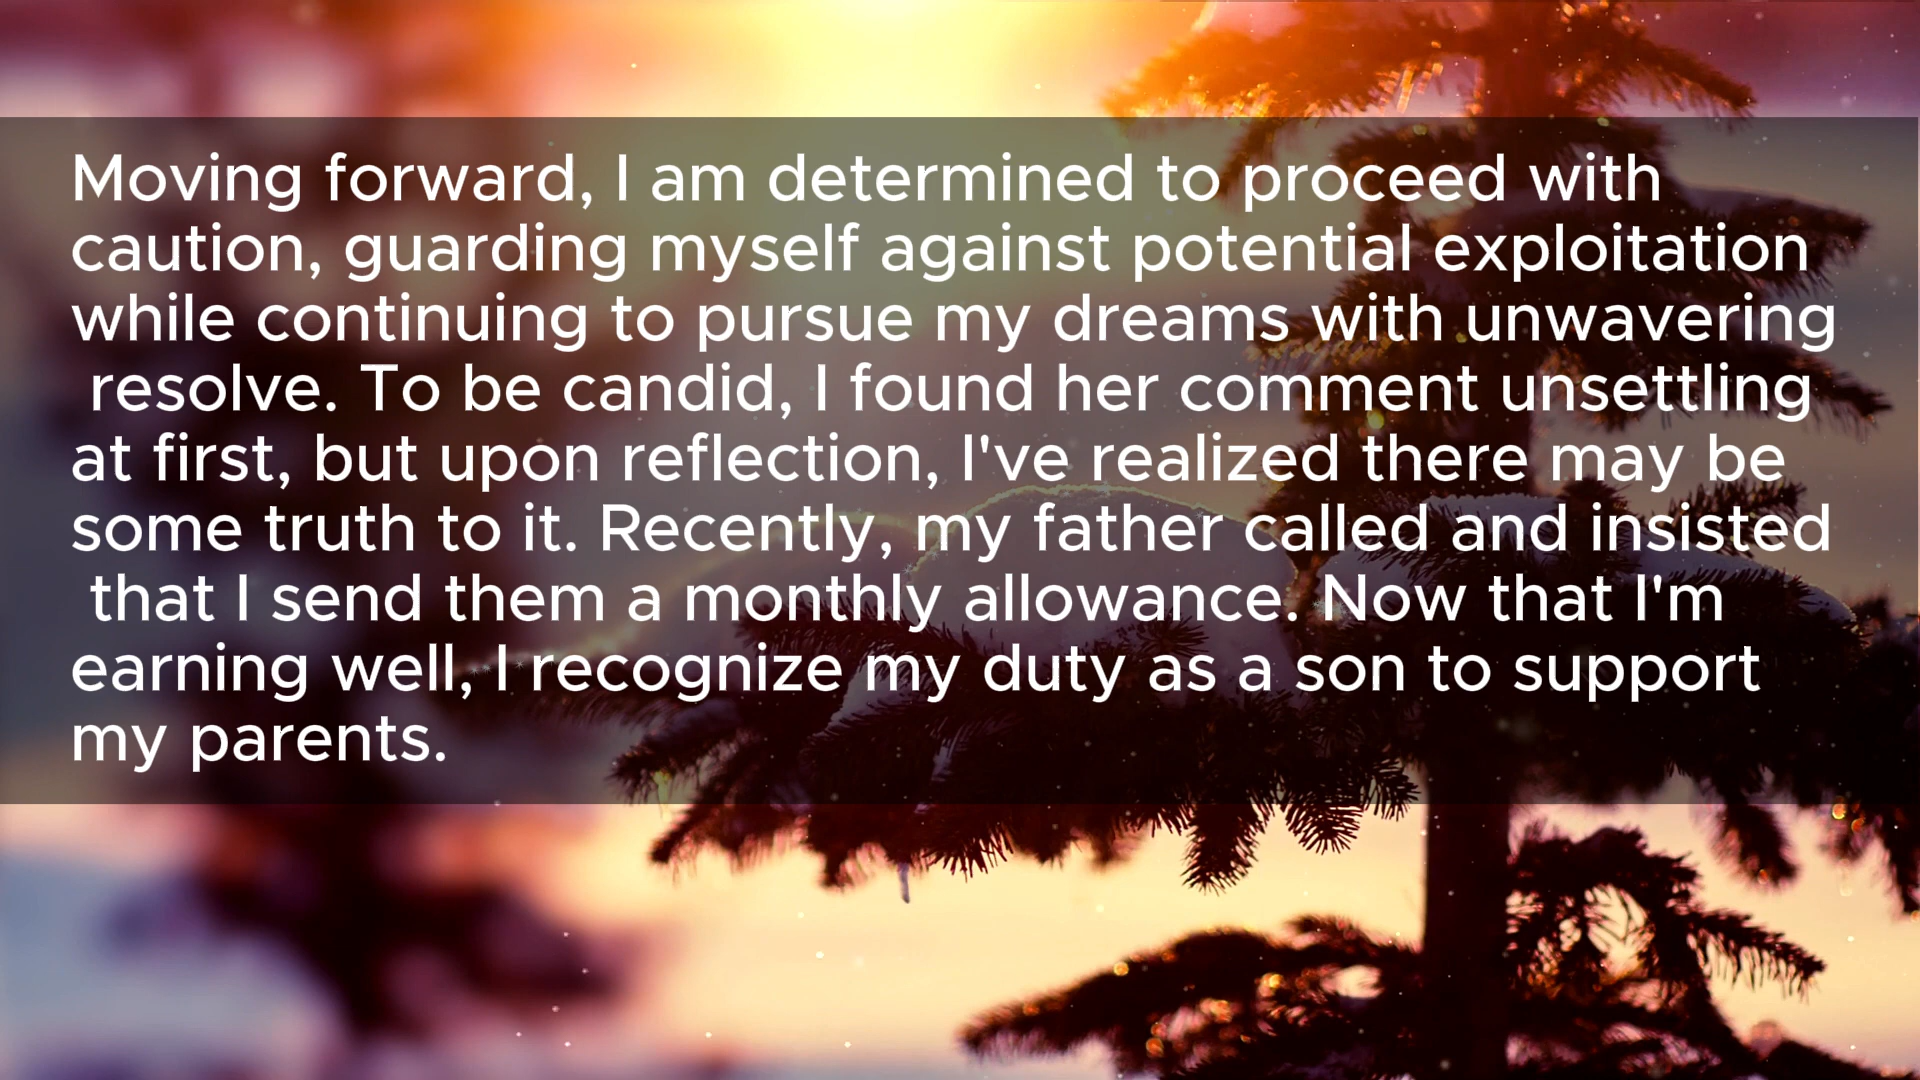 Moving forward, I am determined to proceed with
caution, guarding myself against potential exploitation
while continuing to pursue my dreams with unwavering
resolve. To be candid, I found her comment unsettling
at first, but upon reflection, I've realized there may be
some truth to it. Recently, my father called and insisted
that I send them a monthly allowance. Now that I'm
earning well, I recognize my duty as a son to support
my parents.